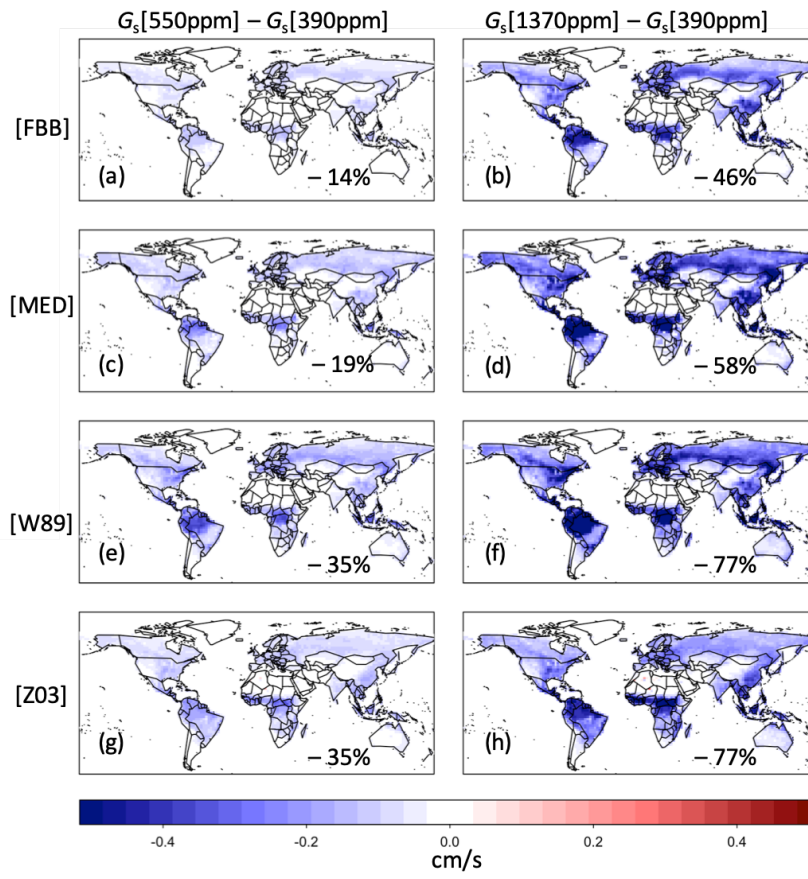 Gs[550ppm] – Gs[390ppm] Gs[1370ppm] – Gs[390ppm]
[FBB]
(a) – 14% (b) – 46%
[MED]
(c) – 19% (d) – 58%
[W89]
(e) – 35% (f) – 77%
[Z03]
(g) – 35% (h) – 77%
-0.4 -0.2 0.0 0.2 0.4
cm/s